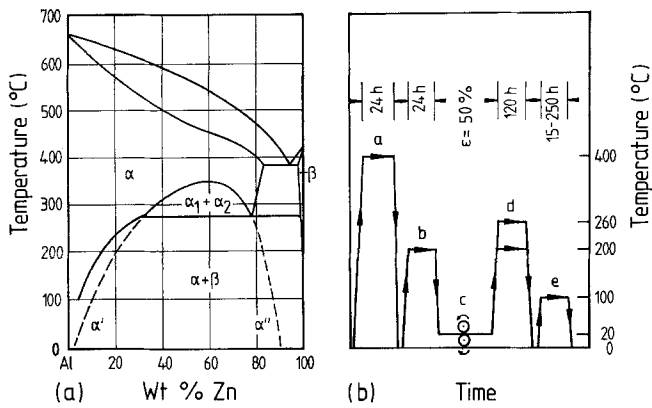 700
600
500
400
300
200
100
0
Temperature (°C)
α
β
α₁ + α₂
α+β
α'
α''
Al 20 40 60 80 100
(a) Wt % Zn
24 h
24 h
ε = 50 %
120 h
15-250 h
a
b
c
d
e
400
260
200
100
20
0
Temperature (°C)
(b) Time